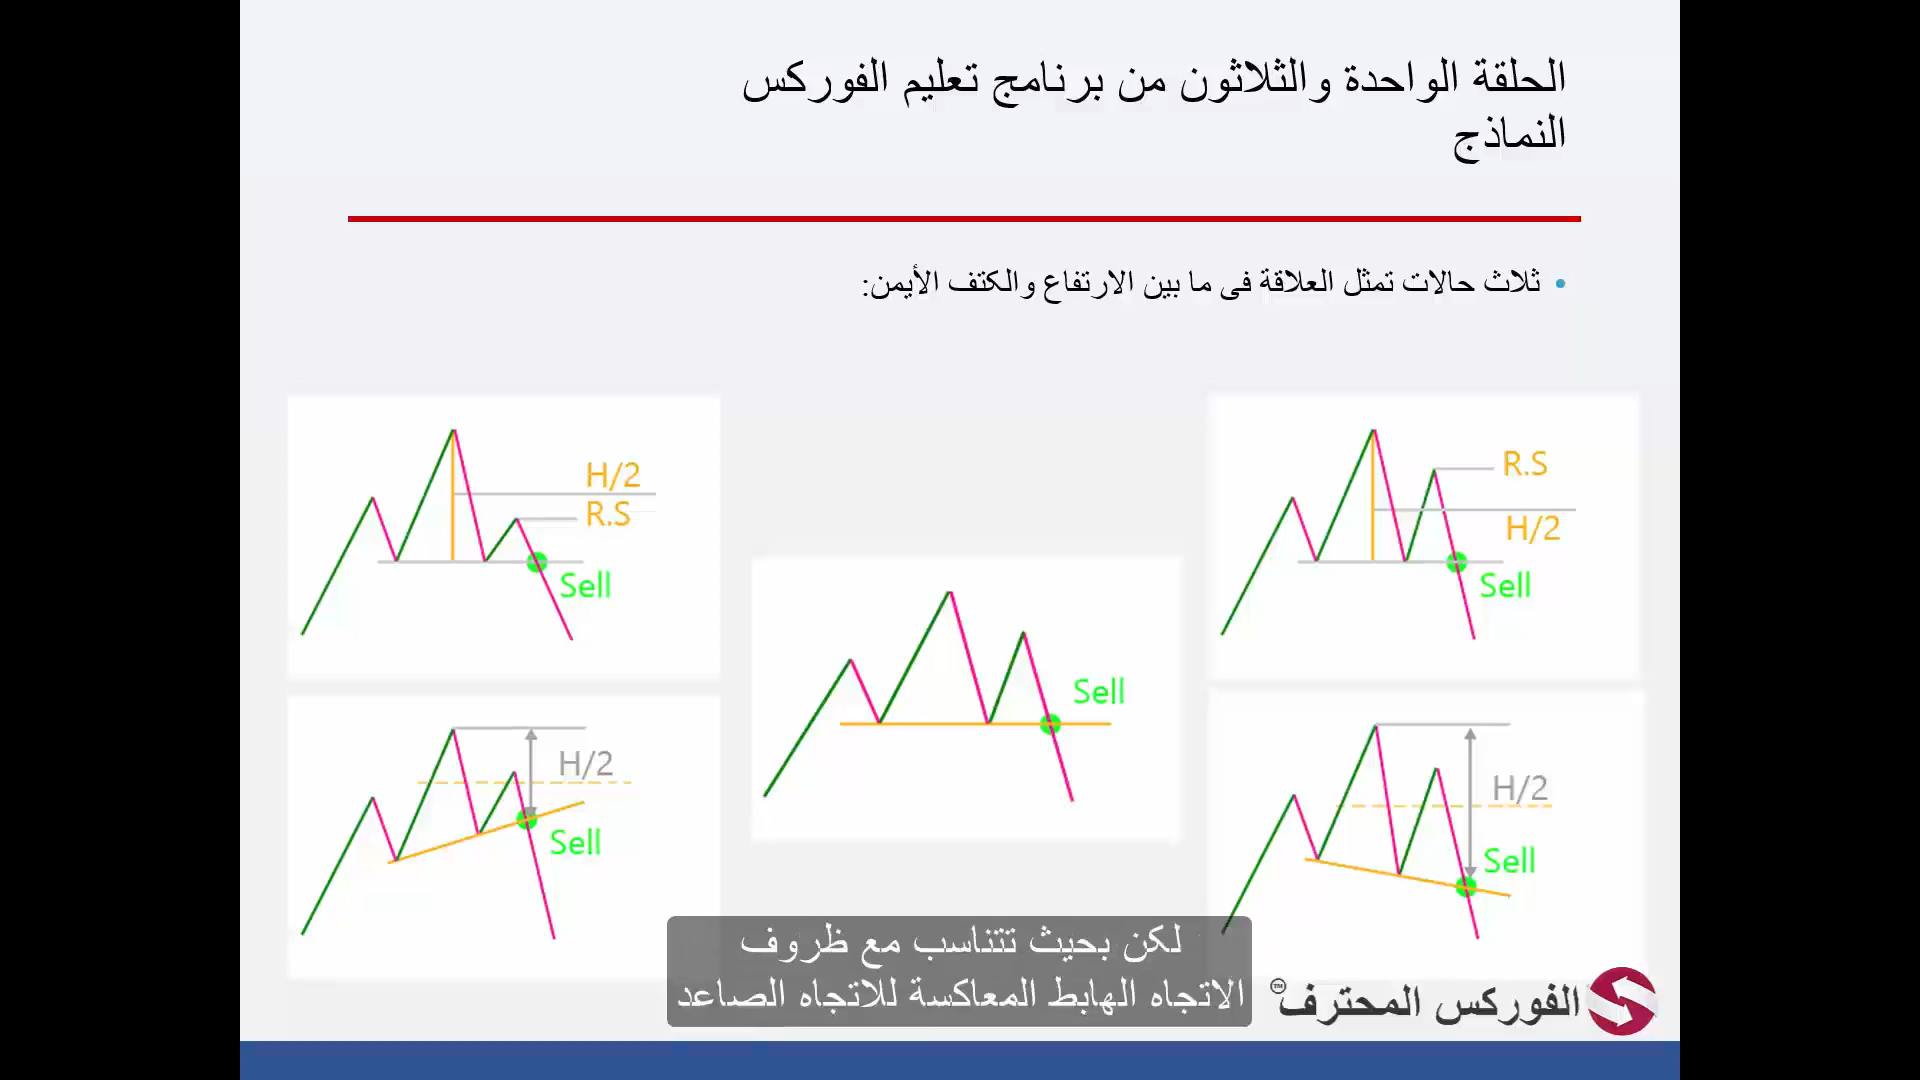 الحلقة الواحدة والثلاثون من برنامج تعليم الفوركس
النماذج
• ثلاث حالات تمثل العلاقة فى ما بين الارتفاع والكتف الأيمن:
H/2
R.S
Sell
R.S
H/2
Sell
Sell
H/2
Sell
H/2
Sell
لكن بحيث تتناسب مع ظروف
الاتجاه الهابط المعاكسة للاتجاه الصاعد
الفوركس المحترف™